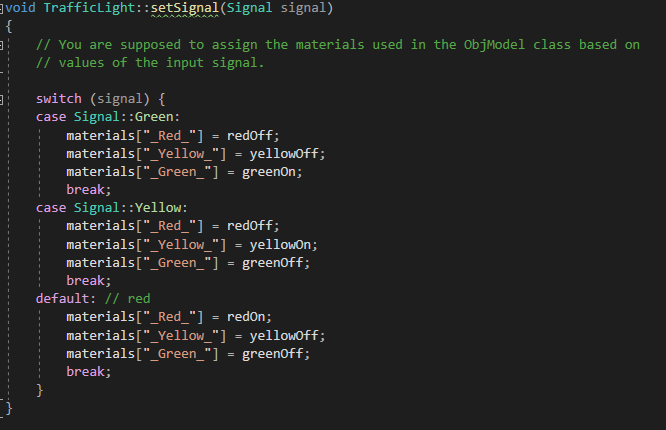 void TrafficLight::setSignal(Signal signal)
{
    // You are supposed to assign the materials used in the ObjModel class based on
    // values of the input signal.

    switch (signal) {
    case Signal::Green:
        materials["_Red_"] = redOff;
        materials["_Yellow_"] = yellowOff;
        materials["_Green_"] = greenOn;
        break;
    case Signal::Yellow:
        materials["_Red_"] = redOff;
        materials["_Yellow_"] = yellowOn;
        materials["_Green_"] = greenOff;
        break;
    default: // red
        materials["_Red_"] = redOn;
        materials["_Yellow_"] = yellowOff;
        materials["_Green_"] = greenOff;
        break;
    }
}